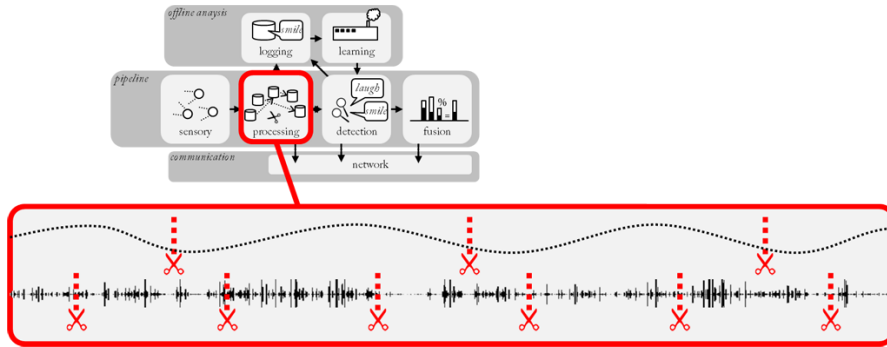 offline anaysis
smile
logging
learning
pipeline
laugh
smile
%
=
sensory
processing
detection
fusion
communication
network